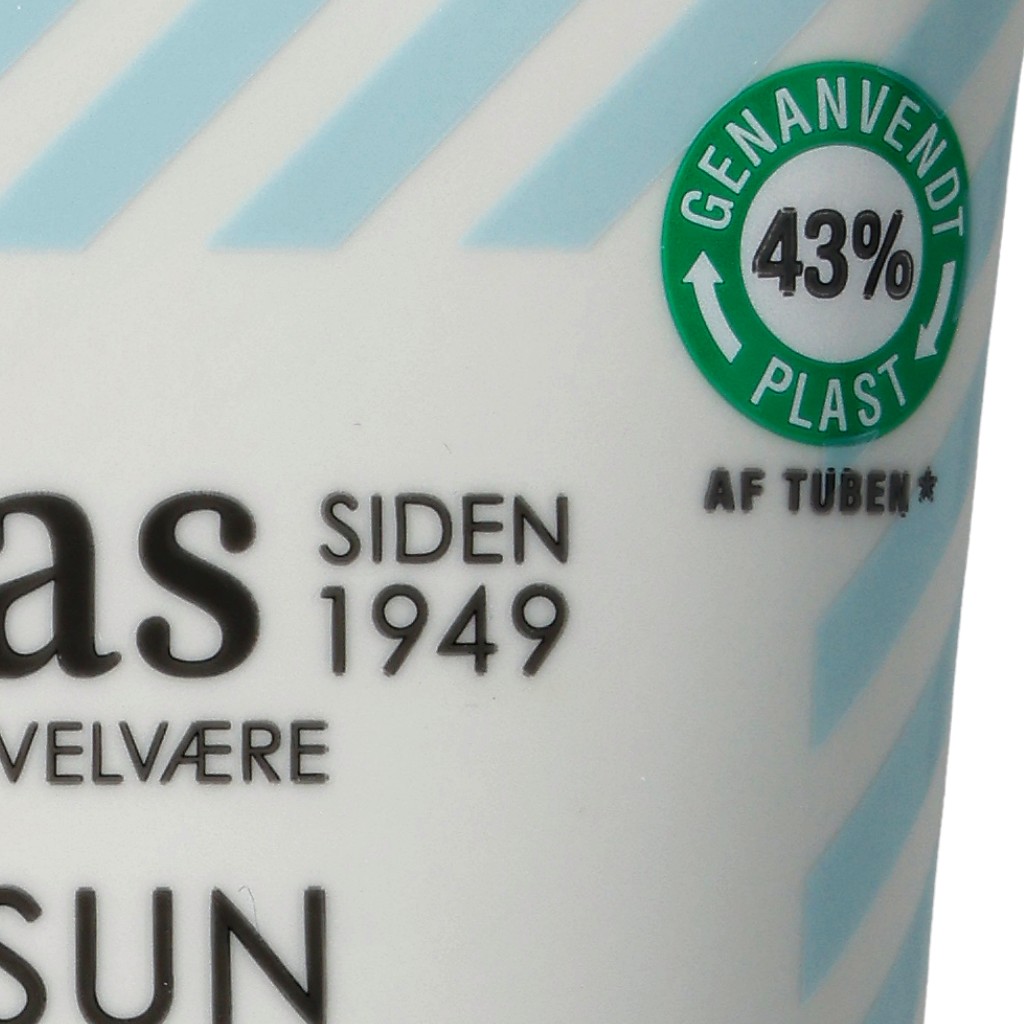 GENANVENDT
43%
PLAST
AF TUBEN*
as
SIDEN
1949
VELVÆRE
SUN